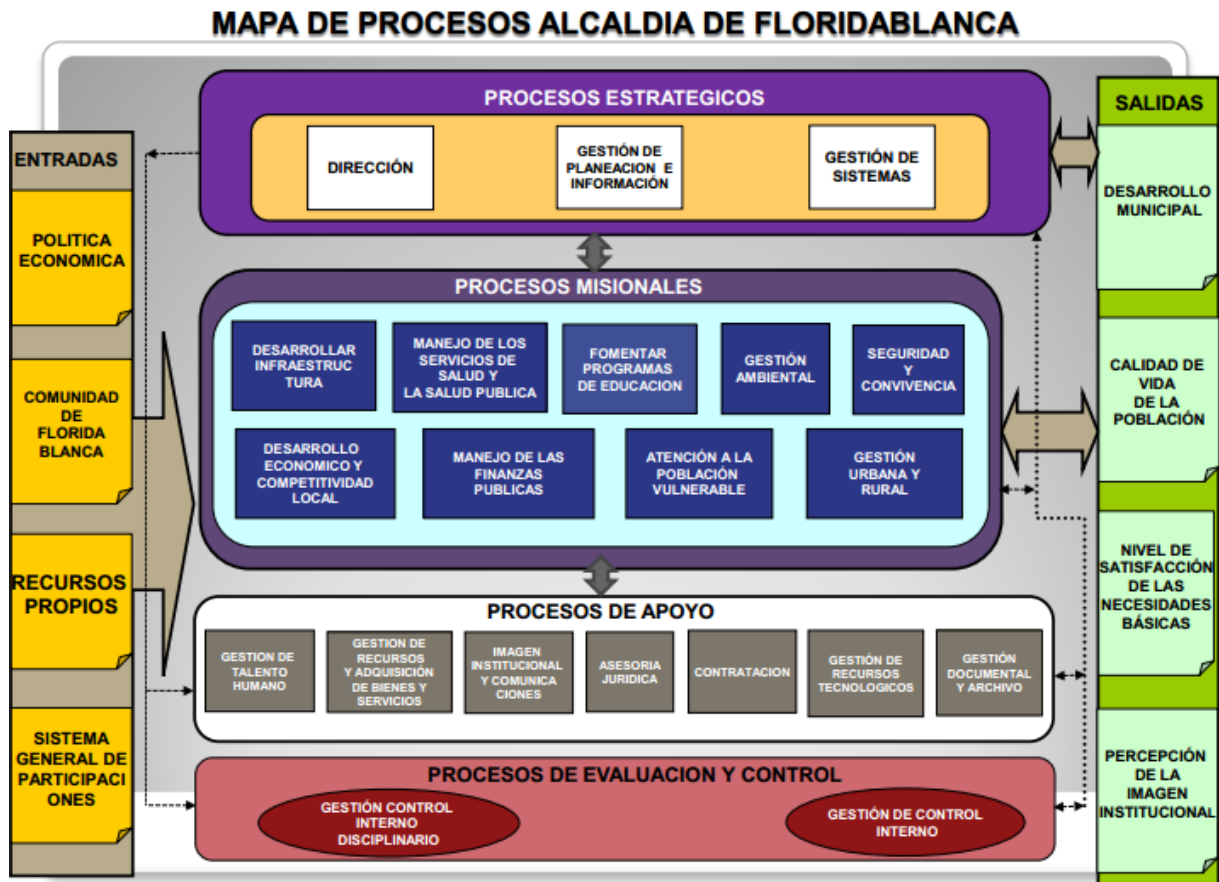 MAPA DE PROCESOS ALCALDIA DE FLORIDABLANCA
ENTRADAS
POLITICA
ECONOMICA
COMUNIDAD
DE
FLORIDA
BLANCA
RECURSOS
PROPIOS
SISTEMA
GENERAL DE
PARTICIPACI
ONES
PROCESOS ESTRATEGICOS
DIRECCIÓN
GESTIÓN DE
PLANEACION E
INFORMACIÓN
GESTIÓN DE
SISTEMAS
PROCESOS MISIONALES
DESARROLLAR
INFRAESTRUC
TURA
MANEJO DE LOS
SERVICIOS DE
SALUD Y
LA SALUD PUBLICA
FOMENTAR
PROGRAMAS
DE EDUCACION
GESTIÓN
AMBIENTAL
SEGURIDAD
Y
CONVIVENCIA
DESARROLLO
ECONOMICO Y
COMPETITIVIDAD
LOCAL
MANEJO DE LAS
FINANZAS
PUBLICAS
ATENCIÓN A LA
POBLACIÓN
VULNERABLE
GESTIÓN
URBANA Y
RURAL
PROCESOS DE APOYO
GESTION DE
TALENTO
HUMANO
GESTION DE
RECURSOS
Y ADQUISICIÓN
DE BIENES Y
SERVICIOS
IMAGEN
INSTITUCIONAL
Y COMUNICA
CIONES
ASESORIA
JURIDICA
CONTRATACION
GESTIÓN DE
RECURSOS
TECNOLOGICOS
GESTIÓN
DOCUMENTAL
Y ARCHIVO
PROCESOS DE EVALUACION Y CONTROL
GESTIÓN CONTROL
INTERNO
DISCIPLINARIO
GESTIÓN DE CONTROL
INTERNO
SALIDAS
DESARROLLO
MUNICIPAL
CALIDAD DE
VIDA
DE LA
POBLACIÓN
NIVEL DE
SATISFACCIÓN
DE LAS
NECESIDADES
BÁSICAS
PERCEPCIÓN
DE LA
IMAGEN
INSTITUCIONAL